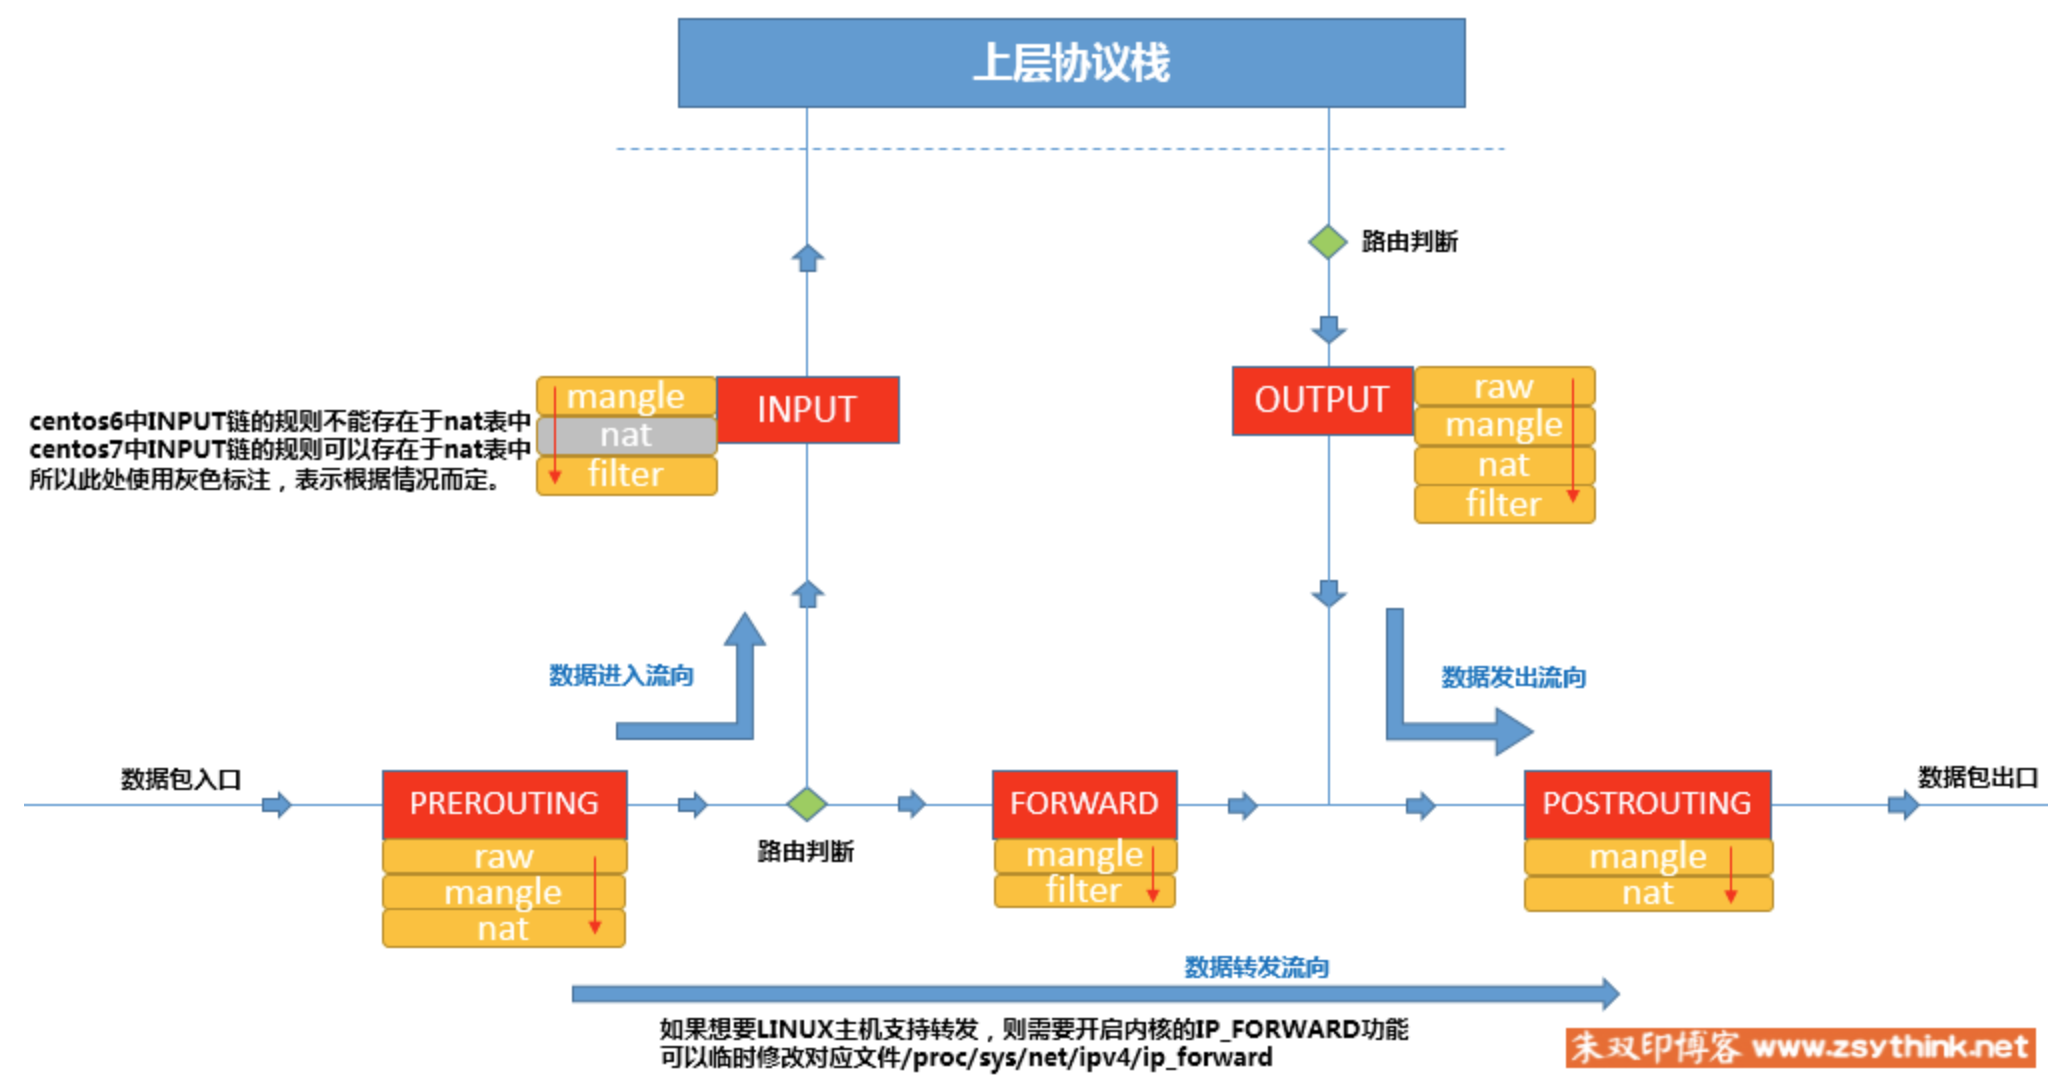 上层协议栈
路由判断
mangle
nat
filter
INPUT
OUTPUT
raw
mangle
nat
filter
centos6中INPUT链的规则不能存在于nat表中
centos7中INPUT链的规则可以存在于nat表中
所以此处使用灰色标注，表示根据情况而定。
数据进入流向
数据发出流向
数据包入口
PREROUTING
raw
mangle
nat
路由判断
FORWARD
mangle
filter
POSTROUTING
mangle
nat
数据包出口
数据转发流向
如果想要LINUX主机支持转发，则需要开启内核的IP_FORWARD功能
可以临时修改对应文件/proc/sys/net/ipv4/ip_forward
朱双印博客 www.zsythink.net